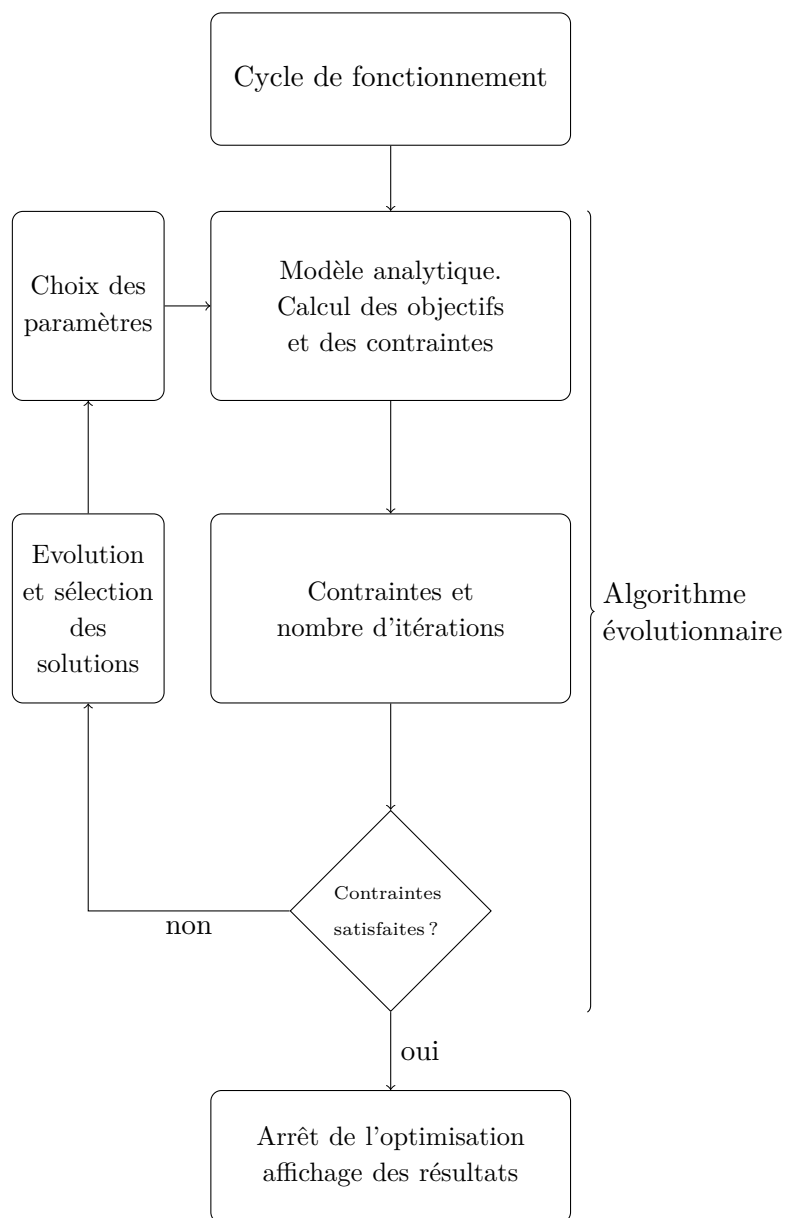 Cycle de fonctionnement
Choix des
paramètres
Modèle analytique.
Calcul des objectifs
et des contraintes
Evolution
et sélection
des
solutions
Contraintes et
nombre d'itérations
Algorithme
évolutionnaire
Contraintes
satisfaites ?
non
oui
Arrêt de l'optimisation
affichage des résultats